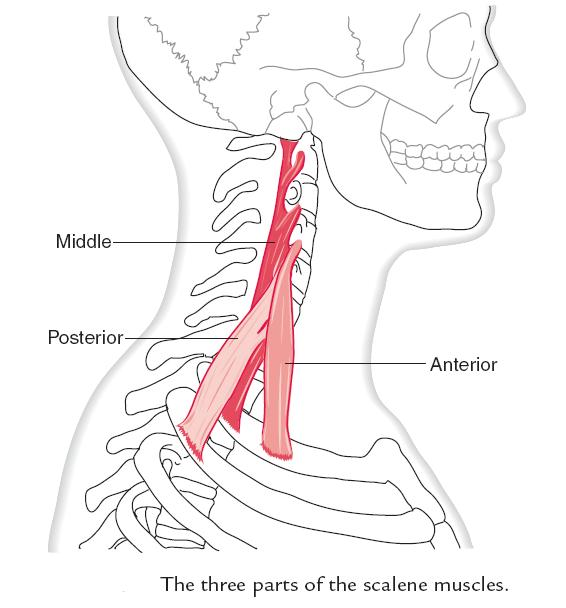 Middle
Posterior
Anterior
The three parts of the scalene muscles.